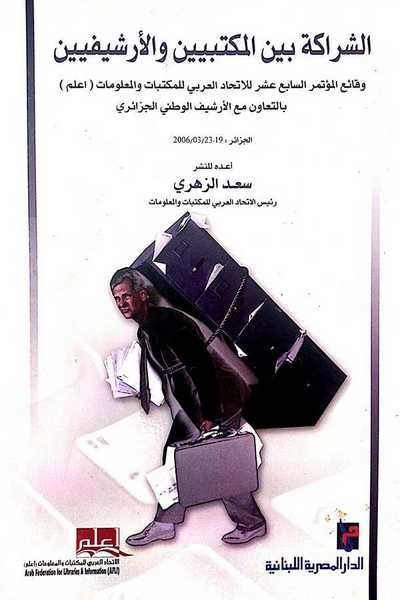 الشراكة بين المكتبيين والأرشيفيين
وقائع المؤتمر السابع عشر للاتحاد العربي للمكتبات والمعلومات ( اعلم )
بالتعاون مع الأرشيف الوطني الجزائري
الجزائر : 19-2006/03/23
أعده للنشر
سعد الزهري
رئيس الاتحاد العربي للمكتبات والمعلومات
اعلم
الاتحاد العربي للمكتبات والمعلومات (اعلم)
Arab Federation for Libraries & Information (AFLI)
الدار المصرية اللبنانية